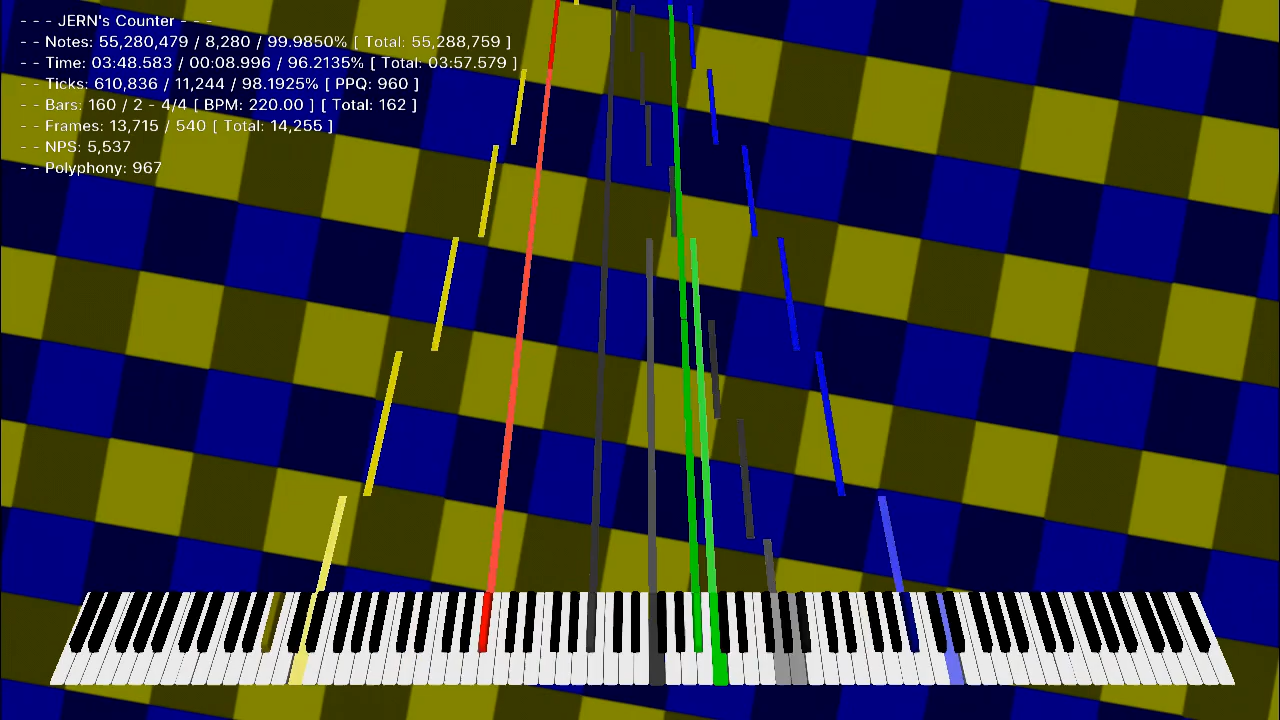 - - - JERN's Counter - - -
- - Notes: 55,280,479 / 8,280 / 99.9850% [ Total: 55,288,759 ]
- - Time: 03:48.583 / 00:08.996 / 96.2135% [ Total: 03:57.579 ]
- - Ticks: 610,836 / 11,244 / 98.1925% [ PPQ: 960 ]
- - Bars: 160 / 2 - 4/4 [ BPM: 220.00 ] [ Total: 162 ]
- - Frames: 13,715 / 540 [ Total: 14,255 ]
- - NPS: 5,537
- - Polyphony: 967